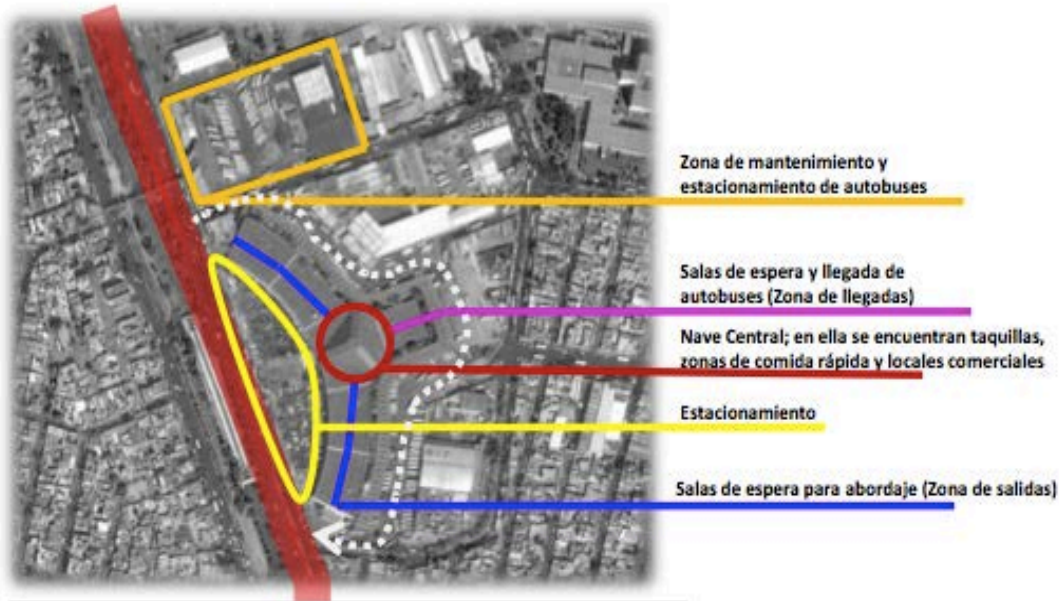 Zona de mantenimiento y
estacionamiento de autobuses
Salas de espera y llegada de
autobuses (Zona de llegadas)
Nave Central; en ella se encuentran taquillas,
zonas de comida rápida y locales comerciales
Estacionamiento
Salas de espera para abordaje (Zona de salidas)